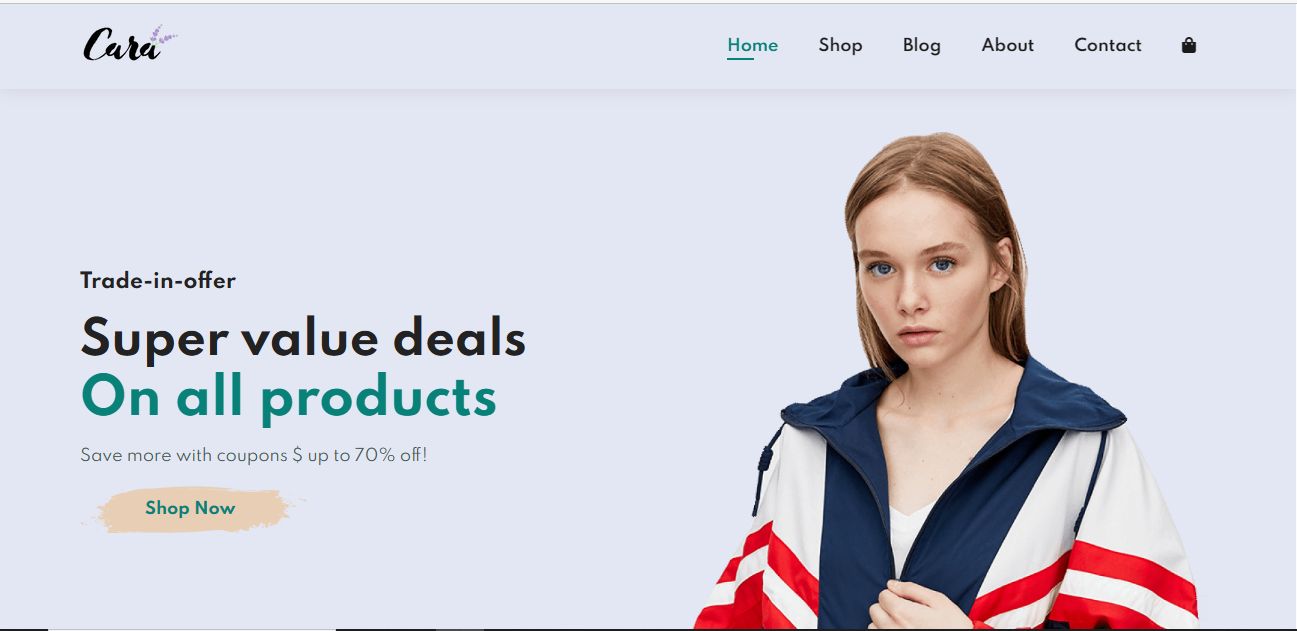 Cara
Home Shop Blog About Contact
Trade-in-offer
Super value deals
On all products
Save more with coupons $ up to 70% off!
Shop Now